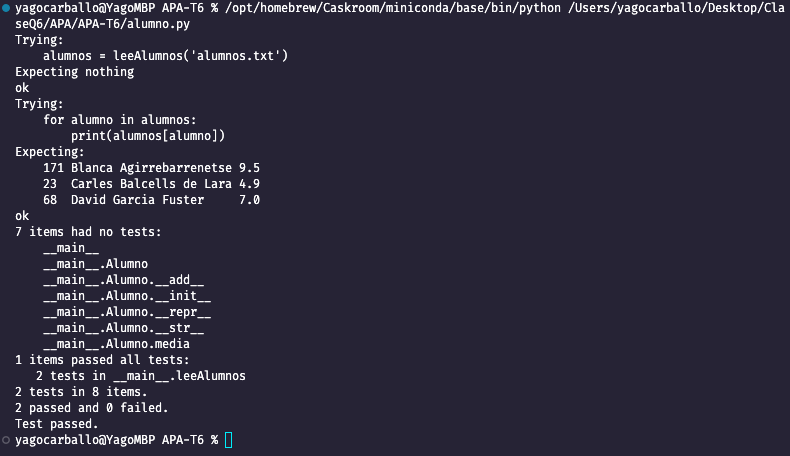 yagocarballo@YagoMBP APA-T6 % /opt/homebrew/Caskroom/miniconda/base/bin/python /Users/yagocarballo/Desktop/Cla
seQ6/APA/APA-T6/alumno.py
Trying:
    alumnos = leeAlumnos('alumnos.txt')
Expecting nothing
ok
Trying:
    for alumno in alumnos:
        print(alumnos[alumno])
Expecting:
    171 Blanca Agirrebarrenetse 9.5
    23  Carles Balcells de Lara 4.9
    68  David Garcia Fuster     7.0
ok
7 items had no tests:
    __main__
    __main__.Alumno
    __main__.Alumno.__add__
    __main__.Alumno.__init__
    __main__.Alumno.__repr__
    __main__.Alumno.__str__
    __main__.Alumno.media
1 items passed all tests:
   2 tests in __main__.leeAlumnos
2 tests in 8 items.
2 passed and 0 failed.
Test passed.
yagocarballo@YagoMBP APA-T6 %